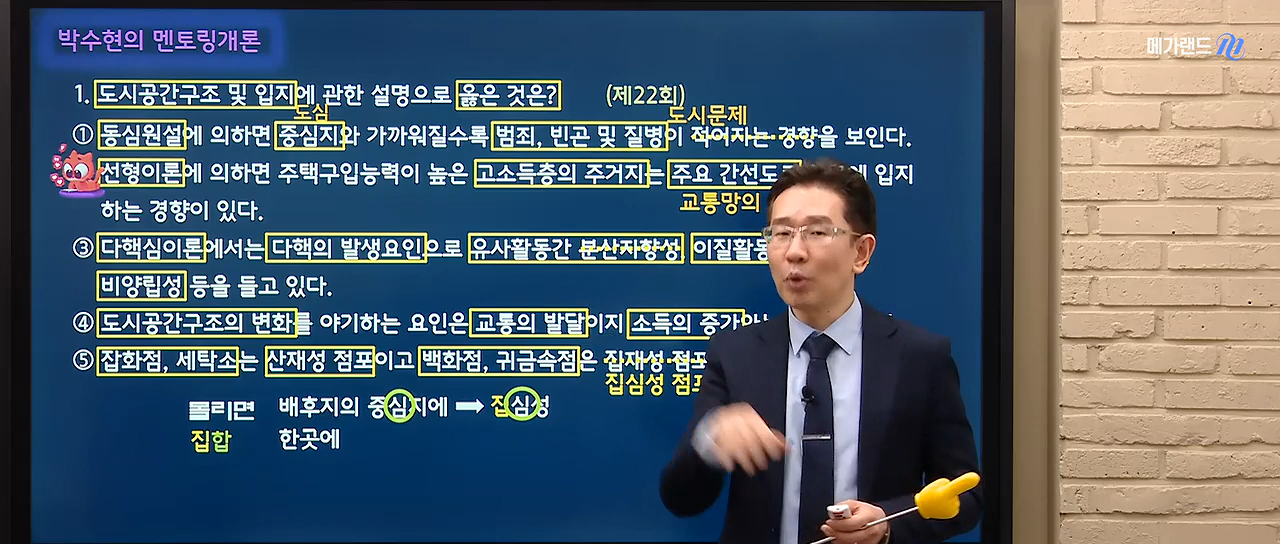 박수현의 멘토링개론
메가랜드
1. 도시공간구조 및 입지에 관한 설명으로 옳은 것은? (제22회)
도심 도시문제
① 동심원설에 의하면 중심지와 가까워질수록 범죄, 빈곤 및 질병이 적어지는 경향을 보인다.
선형이론에 의하면 주택구입능력이 높은 고소득층의 주거지는 주요 간선도 에 입지
하는 경향이 있다. 교통망의
③ 다핵심이론에서는 다핵의 발생요인으로 유사활동간 분산지향성, 이질활동
비양립성 등을 들고 있다.
④ 도시공간구조의 변화를 야기하는 요인은 교통의 발달이지 소득의 증가와는
⑤ 잡화점, 세탁소는 산재성 점포이고 백화점, 귀금속점은 집재성 점포
집심성 점포
몰리면 배후지의 중심지에 ➡ 집심성
집합 한곳에